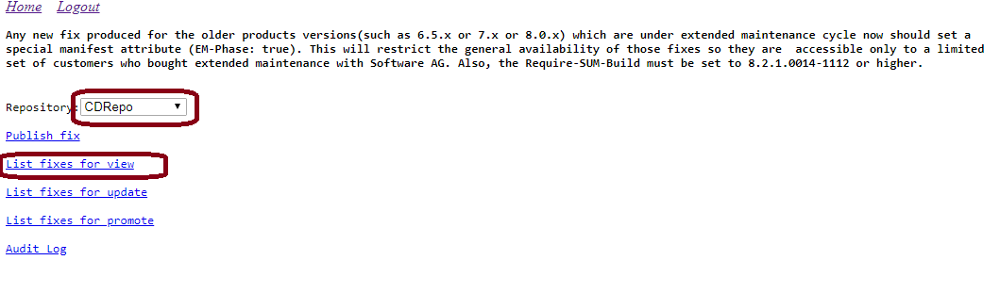 Home Logout
Any new fix produced for the older products versions(such as 6.5.x or 7.x or 8.0.x) which are under extended maintenance cycle now should set a
special manifest attribute (EM-Phase: true). This will restrict the general availability of those fixes so they are accessible only to a limited
set of customers who bought extended maintenance with Software AG. Also, the Require-SUM-Build must be set to 8.2.1.0014-1112 or higher.
Repository: CDRepo
Publish fix
List fixes for view
List fixes for update
List fixes for promote
Audit Log